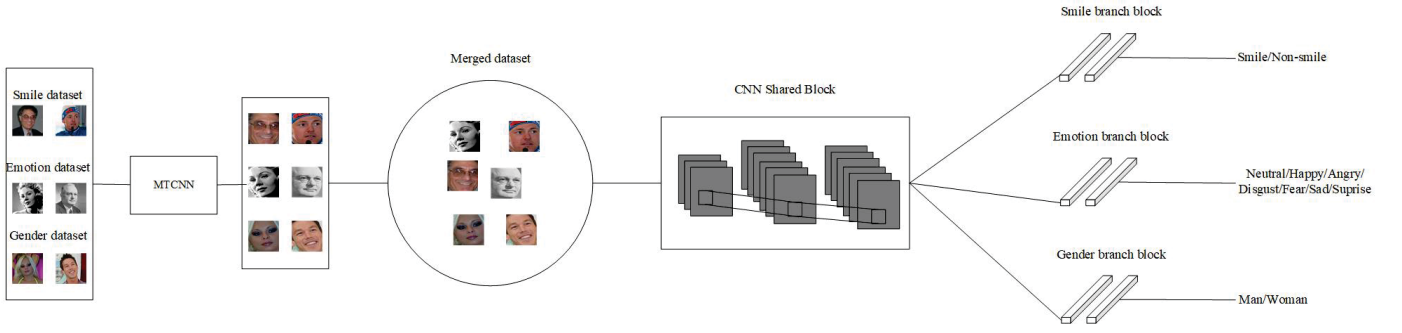 Smile dataset
Emotion dataset
Gender dataset
MTCNN
Merged dataset
CNN Shared Block
Smile branch block
Smile/Non-smile
Emotion branch block
Neutral/Happy/Angry/
Disgust/Fear/Sad/Suprise
Gender branch block
Man/Woman